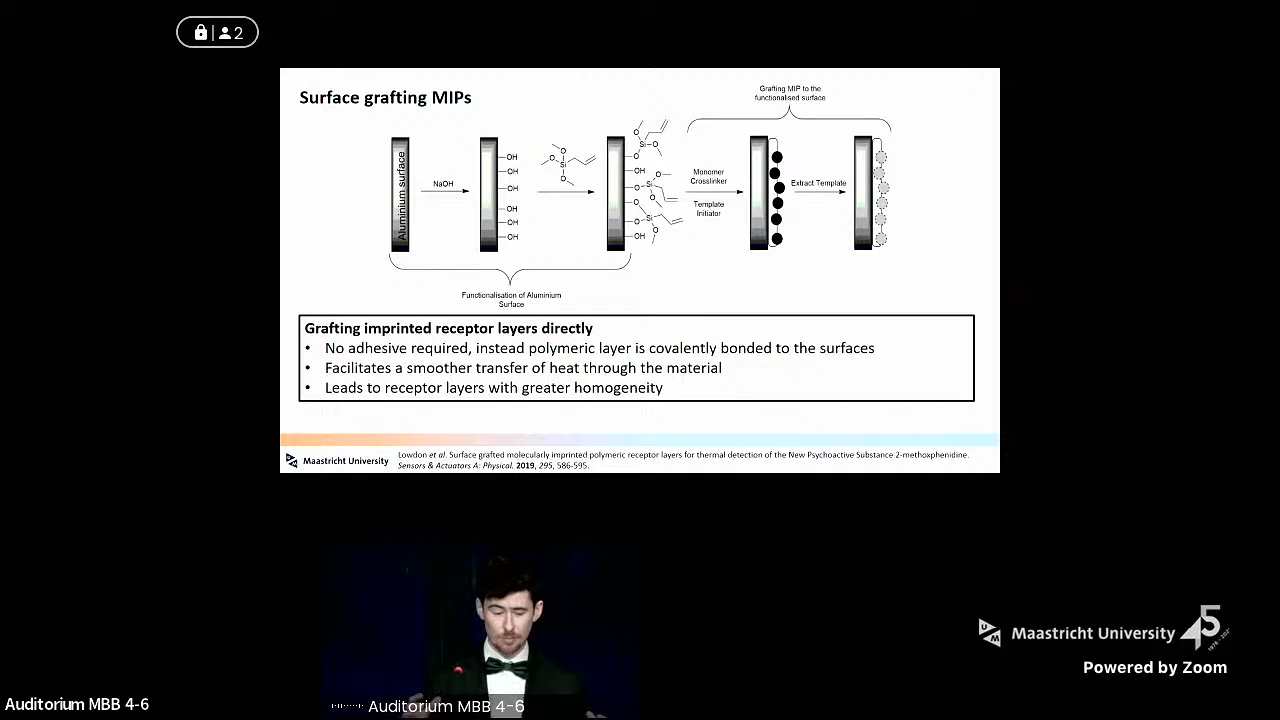 2
Surface grafting MIPs
Grafting MIP to the
functionalised surface
Aluminium surface
NaOH
OH
OH
OH
OH
OH
OH
O
O
Si
O
O
Si
O
O
O
OH
O
Si
O
O
O
O
Si
O
OH
Monomer
Crosslinker
Template
Initiator
Extract Template
Functionalisation of Aluminium
Surface
Grafting imprinted receptor layers directly
• No adhesive required, instead polymeric layer is covalently bonded to the surfaces
• Facilitates a smoother transfer of heat through the material
• Leads to receptor layers with greater homogeneity
Maastricht University
Lowdon et al. Surface grafted molecularly imprinted polymeric receptor layers for thermal detection of the New Psychoactive Substance 2-methoxphenidine.
Sensors & Actuators A: Physical. 2019, 295, 586-595.
Maastricht University 45
Powered by Zoom
Auditorium MBB 4-6
Auditorium MBB 4-6